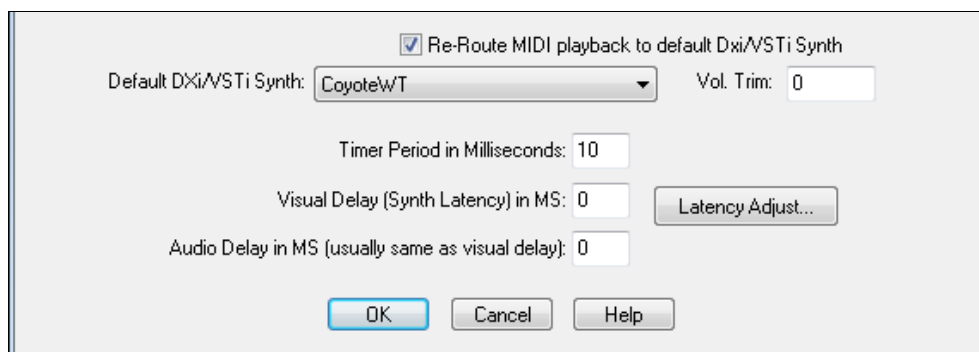 Re-Route MIDI playback to default Dxi/VSTi Synth
Default DXi/VSTi Synth: CoyoteWT Vol. Trim: 0
Timer Period in Milliseconds: 10
Visual Delay (Synth Latency) in MS: 0 Latency Adjust...
Audio Delay in MS (usually same as visual delay): 0
OK Cancel Help